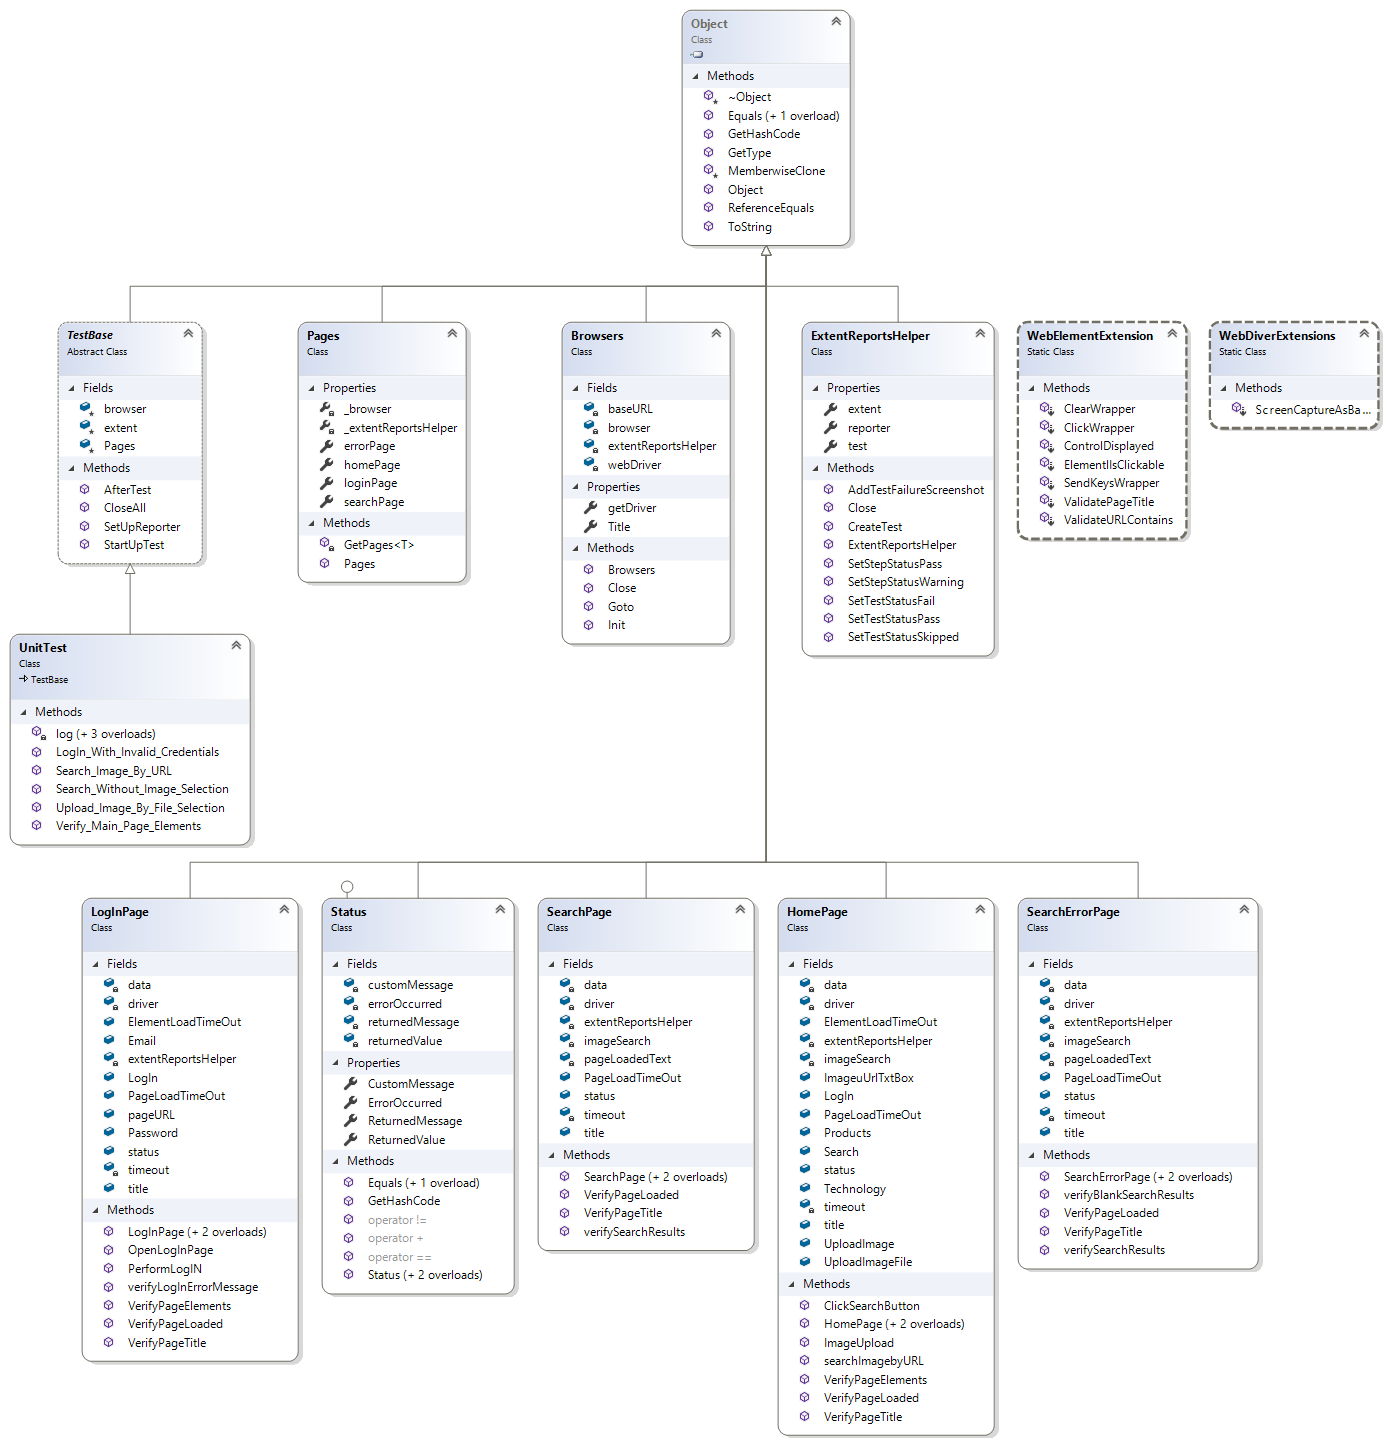 Object
Class
Methods
~Object
Equals (+ 1 overload)
GetHashCode
GetType
MemberwiseClone
Object
ReferenceEquals
ToString
TestBase
Abstract Class
Fields
browser
extent
Pages
Methods
AfterTest
CloseAll
SetUpReporter
StartUpTest
Pages
Class
Properties
_browser
_extentReportsHelper
errorPage
homePage
loginPage
searchPage
Methods
GetPages<T>
Pages
Browsers
Class
Fields
baseURL
browser
extentReportsHelper
webDriver
Properties
getDriver
Title
Methods
Browsers
Close
Goto
Init
ExtentReportsHelper
Class
Properties
extent
reporter
test
Methods
AddTestFailureScreenshot
Close
CreateTest
ExtentReportsHelper
SetStepStatusPass
SetStepStatusWarning
SetTestStatusFail
SetTestStatusPass
SetTestStatusSkipped
WebElementExtension
Static Class
Methods
ClearWrapper
ClickWrapper
ControlDisplayed
ElementlIsClickable
SendKeysWrapper
ValidatePageTitle
ValidateURLContains
WebDiverExtensions
Static Class
Methods
ScreenCaptureAsBa...
UnitTest
Class
TestBase
Methods
log (+ 3 overloads)
LogIn_With_Invalid_Credentials
Search_Image_By_URL
Search_Without_Image_Selection
Upload_Image_By_File_Selection
Verify_Main_Page_Elements
LogInPage
Class
Fields
data
driver
ElementLoadTimeOut
Email
extentReportsHelper
LogIn
PageLoadTimeOut
pageURL
Password
status
timeout
title
Methods
LogInPage (+ 2 overloads)
OpenLogInPage
PerformLogIN
verifyLogInErrorMessage
VerifyPageElements
VerifyPageLoaded
VerifyPageTitle
Status
Class
Fields
customMessage
errorOccurred
returnedMessage
returnedValue
Properties
CustomMessage
ErrorOccurred
ReturnedMessage
ReturnedValue
Methods
Equals (+ 1 overload)
GetHashCode
operator !=
operator +
operator ==
Status (+ 2 overloads)
SearchPage
Class
Fields
data
driver
extentReportsHelper
imageSearch
pageLoadedText
PageLoadTimeOut
status
timeout
title
Methods
SearchPage (+ 2 overloads)
VerifyPageLoaded
VerifyPageTitle
verifySearchResults
HomePage
Class
Fields
data
driver
ElementLoadTimeOut
extentReportsHelper
imageSearch
ImageuUrlTxtBox
LogIn
PageLoadTimeOut
Products
Search
status
Technology
timeout
title
UploadImage
UploadImageFile
Methods
ClickSearchButton
HomePage (+ 2 overloads)
ImageUpload
searchImagebyURL
VerifyPageElements
VerifyPageLoaded
VerifyPageTitle
SearchErrorPage
Class
Fields
data
driver
extentReportsHelper
imageSearch
pageLoadedText
PageLoadTimeOut
status
timeout
title
Methods
SearchErrorPage (+ 2 overloads)
verifyBlankSearchResults
VerifyPageLoaded
VerifyPageTitle
verifySearchResults